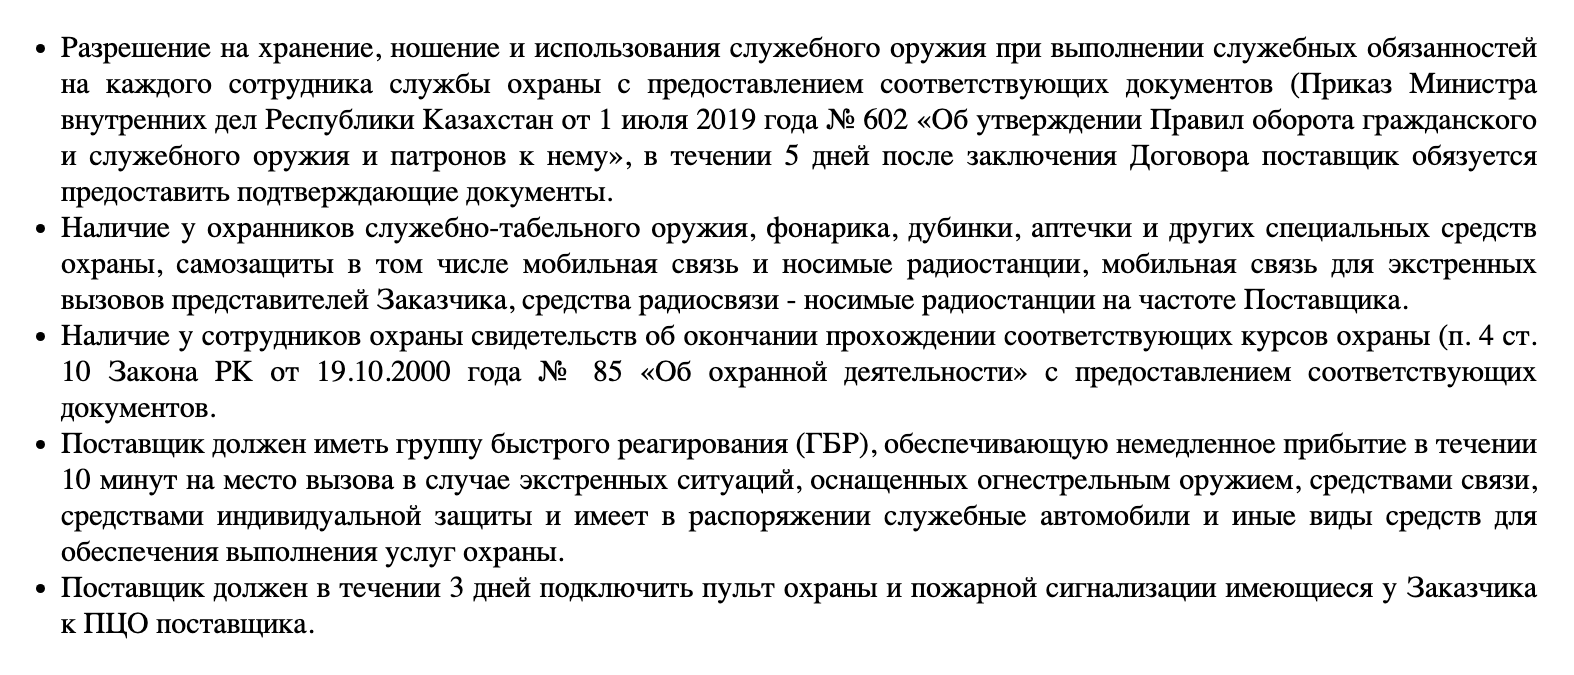 • Разрешение на хранение, ношение и использования служебного оружия при выполнении служебных обязанностей
на каждого сотрудника службы охраны с предоставлением соответствующих документов (Приказ Министра
внутренних дел Республики Казахстан от 1 июля 2019 года № 602 «Об утверждении Правил оборота гражданского
и служебного оружия и патронов к нему», в течении 5 дней после заключения Договора поставщик обязуется
предоставить подтверждающие документы.
• Наличие у охранников служебно-табельного оружия, фонарика, дубинки, аптечки и других специальных средств
охраны, самозащиты в том числе мобильная связь и носимые радиостанции, мобильная связь для экстренных
вызовов представителей Заказчика, средства радиосвязи - носимые радиостанции на частоте Поставщика.
• Наличие у сотрудников охраны свидетельств об окончании прохождении соответствующих курсов охраны (п. 4 ст.
10 Закона РК от 19.10.2000 года № 85 «Об охранной деятельности» с предоставлением соответствующих
документов.
• Поставщик должен иметь группу быстрого реагирования (ГБР), обеспечивающую немедленное прибытие в течении
10 минут на место вызова в случае экстренных ситуаций, оснащенных огнестрельным оружием, средствами связи,
средствами индивидуальной защиты и имеет в распоряжении служебные автомобили и иные виды средств для
обеспечения выполнения услуг охраны.
• Поставщик должен в течении 3 дней подключить пульт охраны и пожарной сигнализации имеющиеся у Заказчика
к ПЦО поставщика.